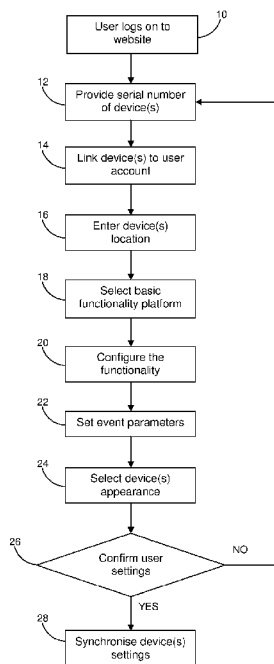 10
User logs on to
website
12
Provide serial number
of device(s)
14
Link device(s) to user
account
16
Enter device(s)
location
18
Select basic
functionality platform
20
Configure the
functionality
22
Set event parameters
24
Select device(s)
appearance
26
Confirm user
settings
NO
YES
28
Synchronise device(s)
settings